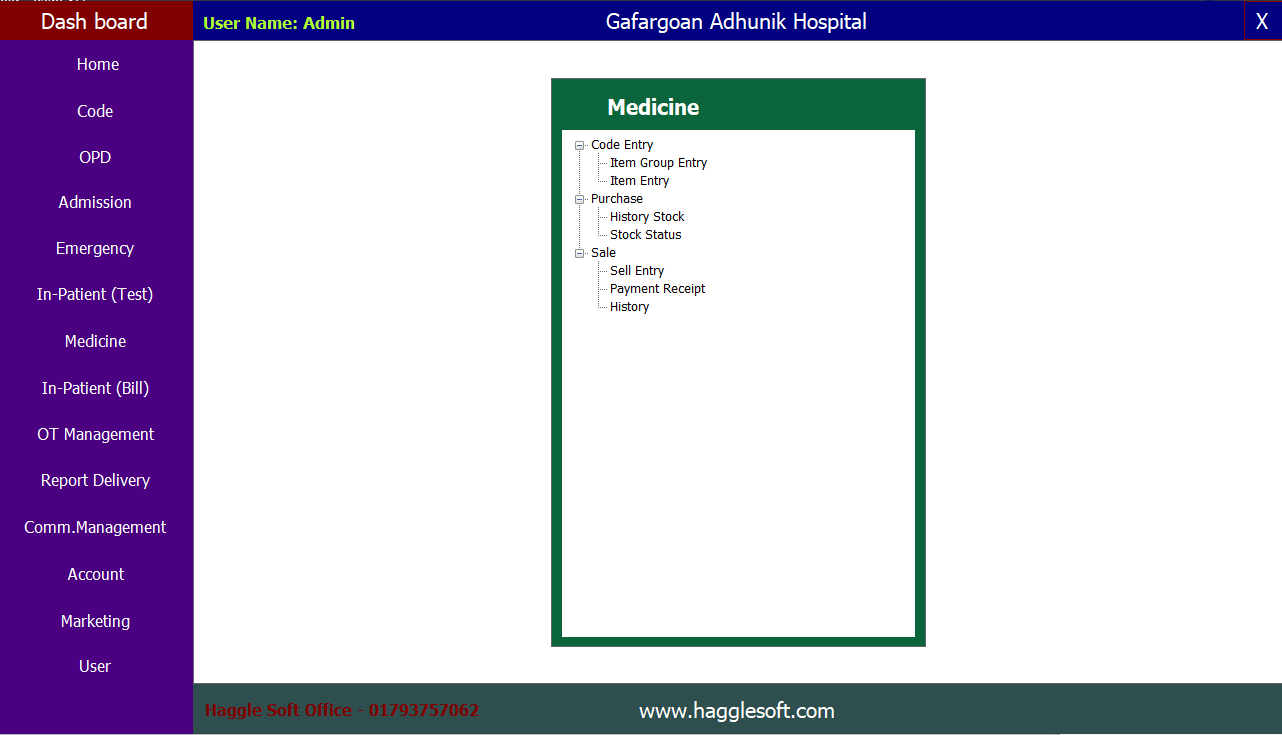 Dash board
User Name: Admin
Gafargoan Adhunik Hospital
X
Home
Code
OPD
Admission
Emergency
In-Patient (Test)
Medicine
In-Patient (Bill)
OT Management
Report Delivery
Comm.Management
Account
Marketing
User
Medicine
Code Entry
Item Group Entry
Item Entry
Purchase
History Stock
Stock Status
Sale
Sell Entry
Payment Receipt
History
Haggle Soft Office - 01793757062
www.hagglesoft.com